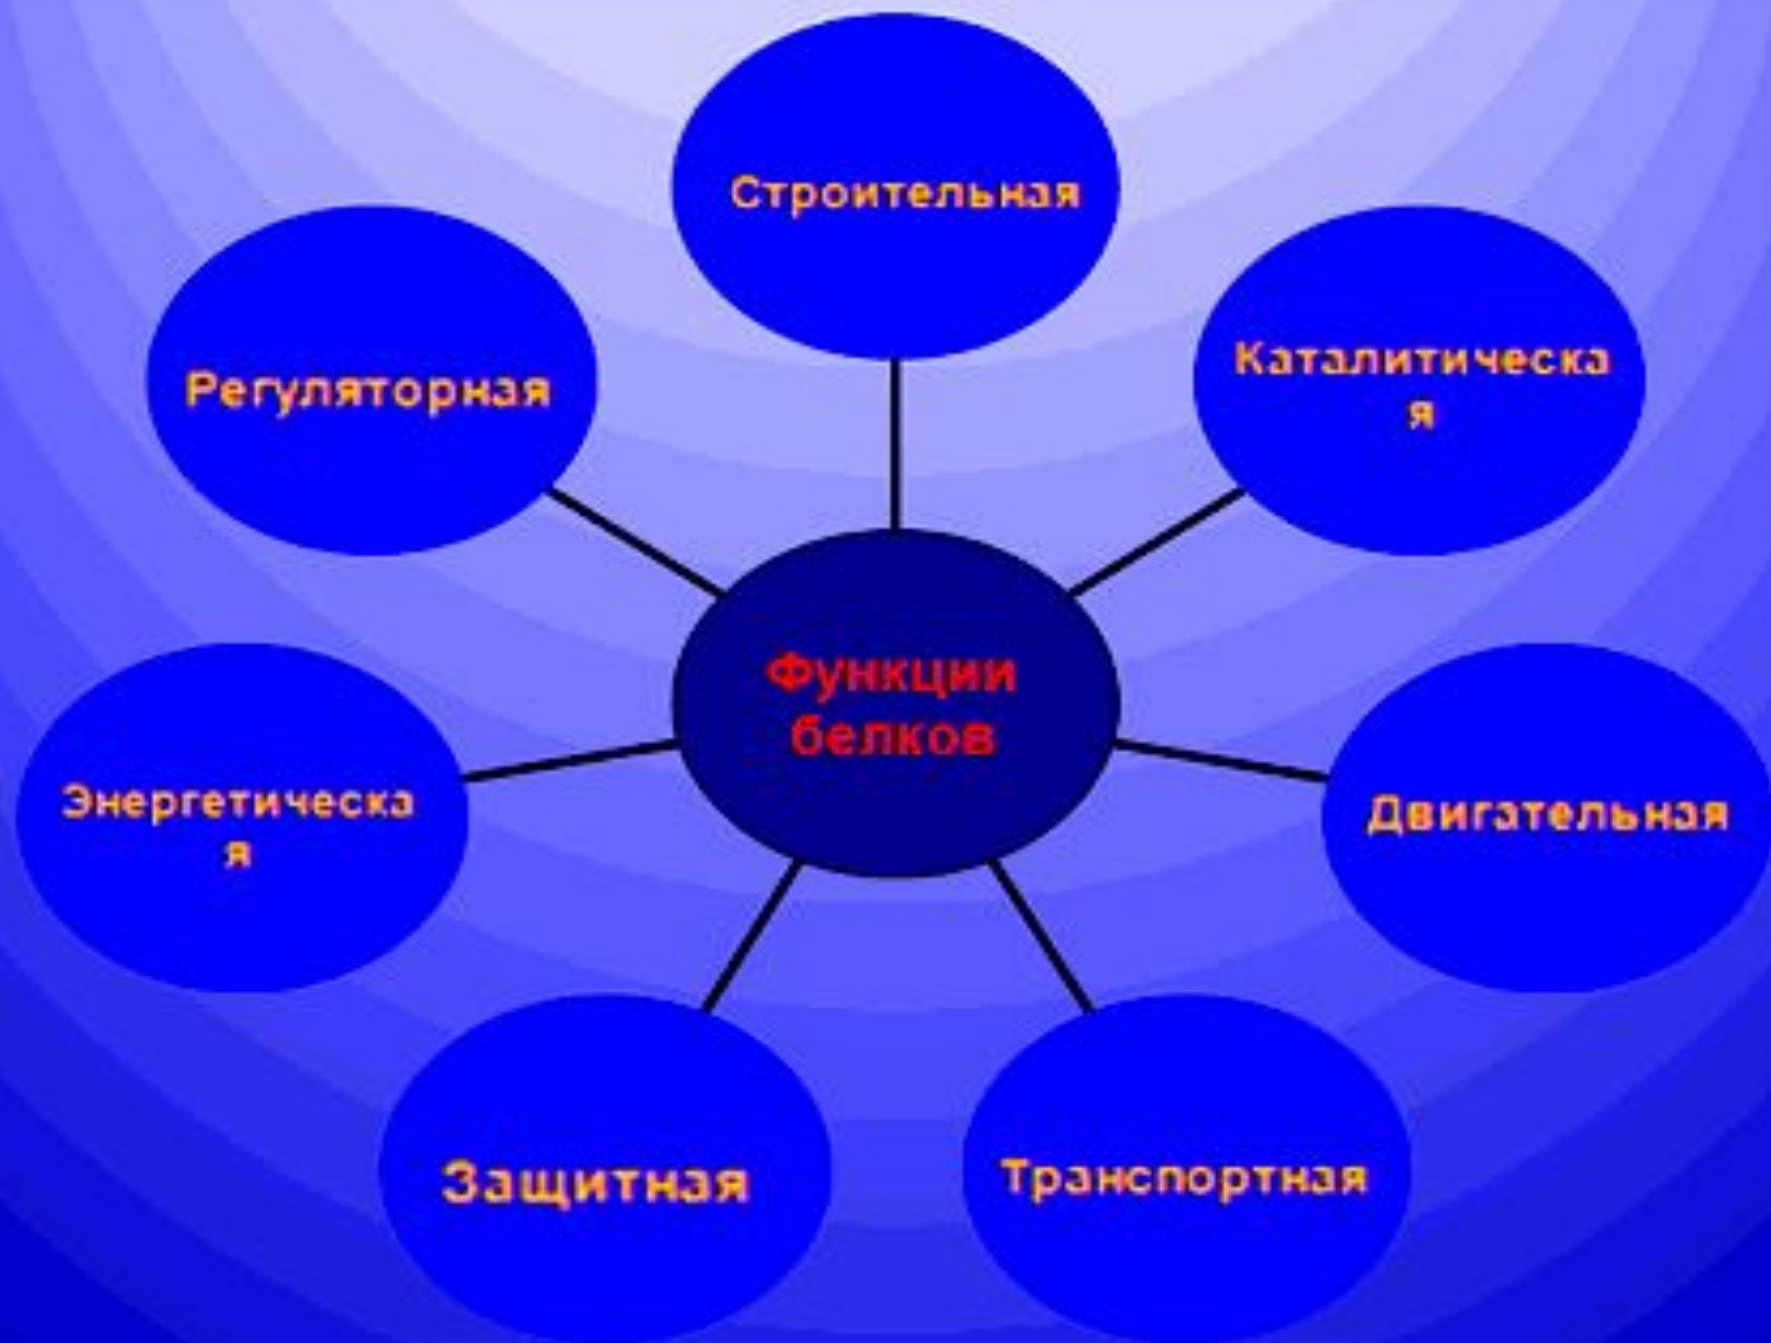 Строительная
Регуляторная
Каталитическа
я
Функции
белков
Энергетическа
я
Двигательная
Защитная
Транспортная